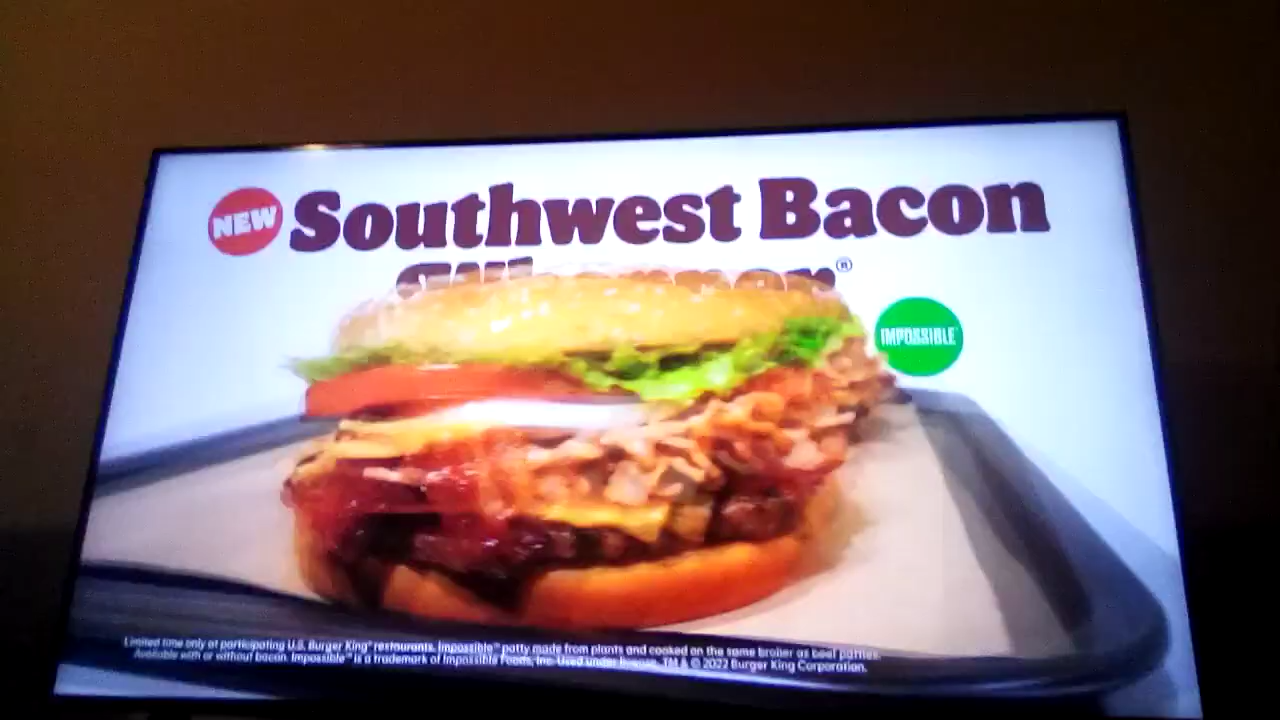 NEW Southwest Bacon
Whopper®
IMPOSSIBLE™
Limited time only at participating U.S. Burger King® restaurants. Impossible™ patty made from plants and cooked on the same broiler as beef patties.
Available with or without bacon. Impossible™ is a trademark of Impossible Foods, Inc. Used under license. TM & © 2022 Burger King Corporation.